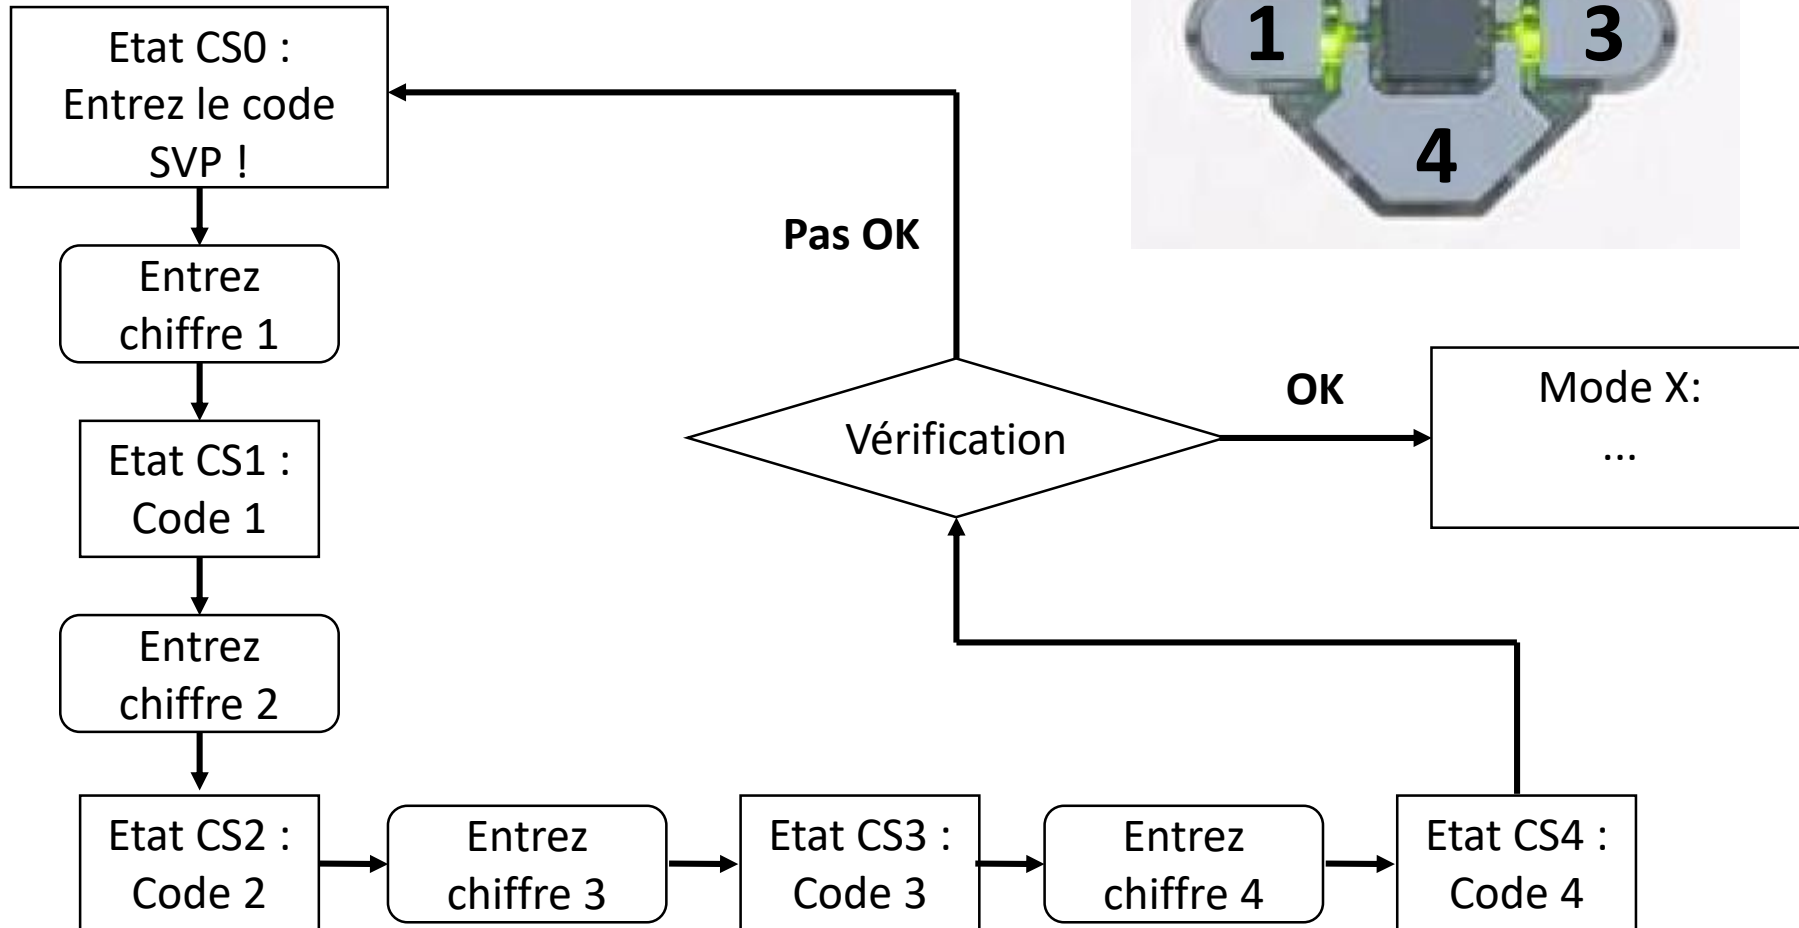 Etat CS0 :
Entrez le code
SVP !
1
3
4
Pas OK
Entrez
chiffre 1
OK
Mode X:
...
Vérification
Etat CS1 :
Code 1
Entrez
chiffre 2
Etat CS2 :
Code 2
Entrez
chiffre 3
Etat CS3 :
Code 3
Entrez
chiffre 4
Etat CS4 :
Code 4